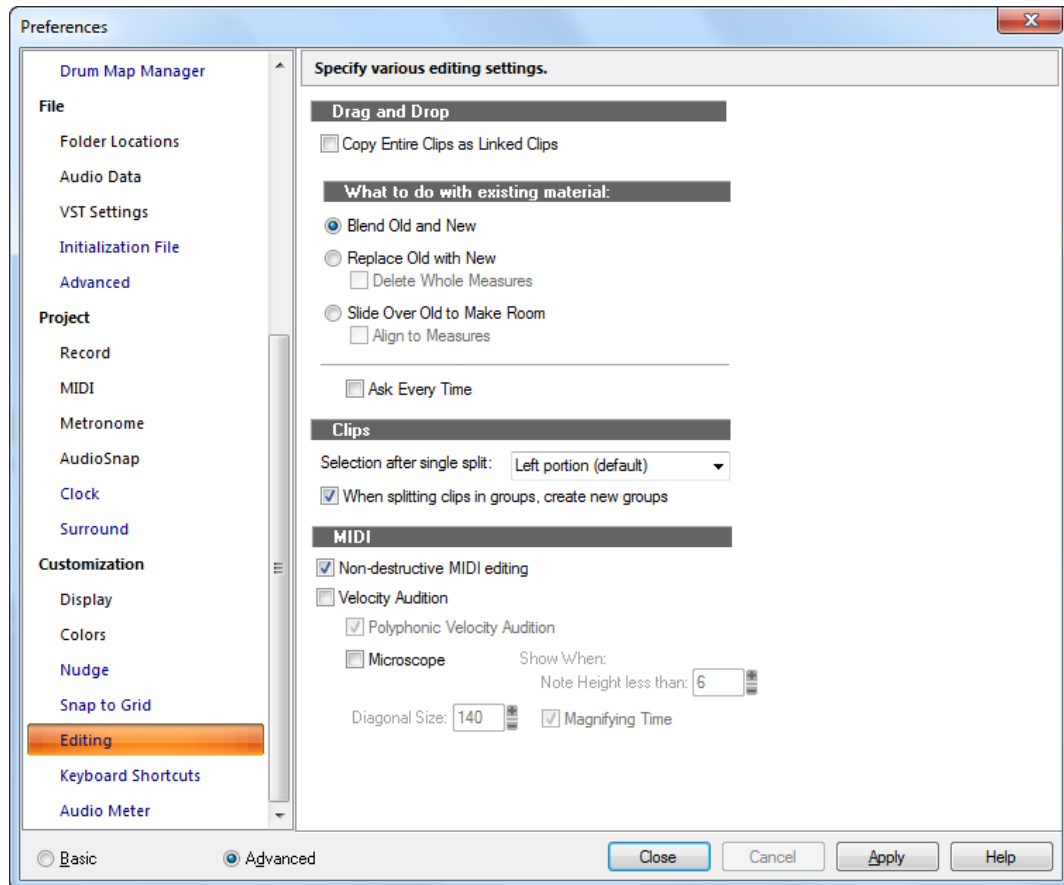 Preferences
Drum Map Manager
File
Folder Locations
Audio Data
VST Settings
Initialization File
Advanced
Project
Record
MIDI
Metronome
AudioSnap
Clock
Surround
Customization
Display
Colors
Nudge
Snap to Grid
Editing
Keyboard Shortcuts
Audio Meter
Specify various editing settings.
Drag and Drop
Copy Entire Clips as Linked Clips
What to do with existing material:
Blend Old and New
Replace Old with New
Delete Whole Measures
Slide Over Old to Make Room
Align to Measures
Ask Every Time
Clips
Selection after single split: Left portion (default)
When splitting clips in groups, create new groups
MIDI
Non-destructive MIDI editing
Velocity Audition
Polyphonic Velocity Audition
Microscope Show When:
Note Height less than: 6
Diagonal Size: 140 Magnifying Time
Basic Advanced Close Cancel Apply Help